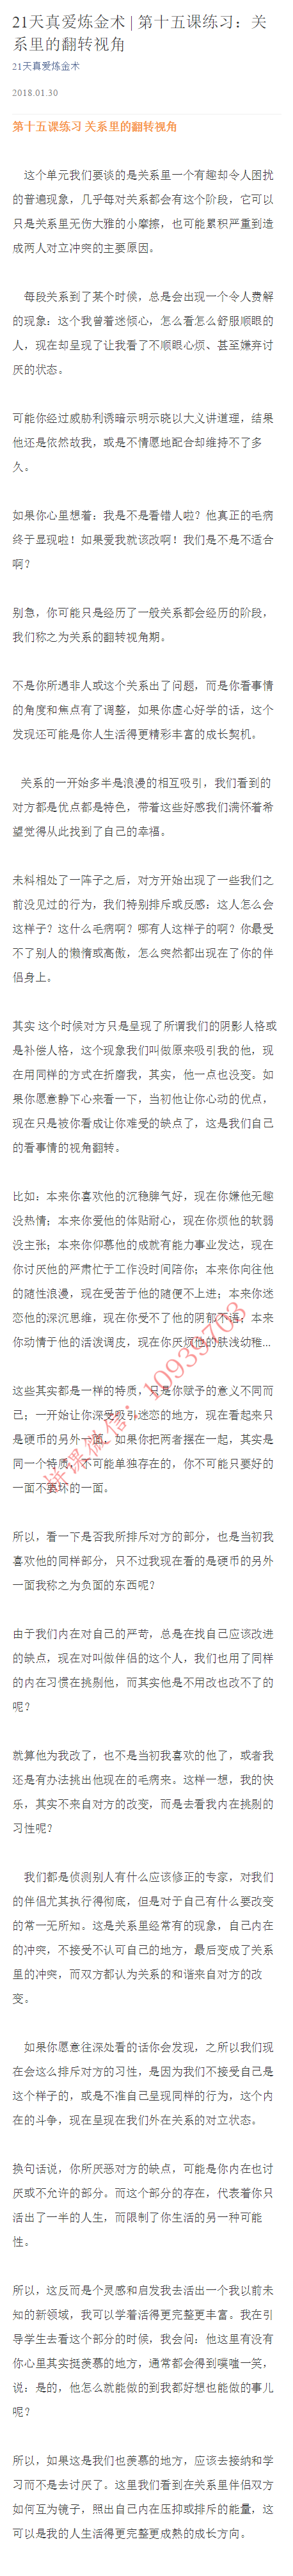 21天真爱炼金术 | 第十五课练习：关
系里的翻转视角
21天真爱炼金术
2018.01.30
第十五课练习 关系里的翻转视角
这个单元我们要谈的是关系里一个有趣却令人困扰
的普遍现象，几乎每对关系都会有这个阶段，它可以
只是关系里无伤大雅的小摩擦，也可能累积严重到造
成两人对立冲突的主要原因。
每段关系到了某个时候，总是会出现一个令人费解
的现象：这个我曾着迷倾心，怎么看怎么舒服顺眼的
人，现在却呈现了让我看了不顺眼心烦、甚至嫌弃讨
厌的状态。
可能你经过威胁利诱暗示明示晓以大义讲道理，结果
他还是依然故我，或是不情愿地配合却维持不了多
久。
如果你心里想着：我是不是看错人啦？他真正的毛病
终于显现啦！如果爱我就该改啊！我们是不是不适合
啊？
别急，你可能只是经历了一般关系都会经历的阶段，
我们称之为关系的翻转视角期。
不是你所遇非人或这个关系出了问题，而是你看事情
的角度和焦点有了调整，如果你虚心好学的话，这个
发现还可能是你人生活得更精彩丰富的成长契机。
关系的一开始多半是浪漫的相互吸引，我们看到的
对方都是优点都是特色，带着这些好感我们满怀着希
望觉得从此找到了自己的幸福。
未料相处了一阵子之后，对方开始出现了一些我们之
前没见过的行为，我们特别排斥或反感：这人怎么会
这样子？这什么毛病啊？哪有人这样子的啊？你最受
不了别人的懒惰或高傲，怎么突然都出现在了你的伴
侣身上。
其实 这个时候对方只是呈现了所谓我们的阴影人格或
是补偿人格，这个现象我们叫做原来吸引我的他，现
在用同样的方式在折磨我，其实，他一点也没变。如
果你愿意静下心来看一下，当初他让你心动的优点，
现在只是被你看成让你难受的缺点了，这是我们自己
的看事情的视角翻转。
比如：本来你喜欢他的沉稳脾气好，现在你嫌他无趣
没热情；本来你爱他的体贴耐心，现在你烦他的软弱
没主张；本来你仰慕他的成就有能力事业发达，现在
你讨厌他的严肃忙于工作没时间陪你；本来你向往他
的随性浪漫，现在受苦于他的随便不上进；本来你迷
恋他的深沉思维，现在你受不了他的阴郁不语；本来
你动情于他的活泼调皮，现在你厌烦他的肤浅幼稚...
这些其实都是一样的特质，只是你赋予的意义不同而
已；一开始让你深受吸引迷恋的地方，现在看起来只
是硬币的另外一面，如果你把两者摆在一起，其实是
同一个特质，不可能单独存在的，你不可能只要好的
一面不要坏的一面。
拼课微信：10939703
所以，看一下是否我所排斥对方的部分，也是当初我
喜欢他的同样部分，只不过我现在看的是硬币的另外
一面我称之为负面的东西呢？
由于我们内在对自己的严苛，总是在找自己应该改进
的缺点，现在对叫做伴侣的这个人，我们也用了同样
的内在习惯在挑剔他，而其实他是不用改也改不了的
呢？
就算他为我改了，也不是当初我喜欢的他了，或者我
还是有办法挑出他现在的毛病来。这样一想，我的快
乐，其实不来自对方的改变，而是去看我内在挑剔的
习性呢？
我们都是侦测别人有什么应该修正的专家，对我们
的伴侣尤其执行得彻底，但是对于自己有什么要改变
的常一无所知。这是关系里经常有的现象，自己内在
的冲突，不接受不认可自己的地方，最后变成了关系
里的冲突，而双方都认为关系的和谐来自对方的改
变。
如果你愿意往深处看的话你会发现，之所以我们现
在会这么排斥对方的习性，是因为我们不接受自己是
这个样子的，或是不准自己呈现同样的行为，这个内
在的斗争，现在呈现在我们外在关系的对立状态。
换句话说，你所厌恶对方的缺点，可能是你内在也讨
厌或不允许的部分。而这个部分的存在，代表着你只
活出了一半的人生，而限制了你生活的另一种可能
性。
所以，这反而是个灵感和启发我去活出一个我以前未
知的新领域，我可以学着活得更完整更丰富。我在引
导学生去看这个部分的时候，我会问：他这里有没有
你心里其实挺羡慕的地方，通常都会得到噗嗤一笑，
说：是的，他怎么就能做的到我都好想也能做的事儿
呢？
所以，如果这是我们也羡慕的地方，应该去接纳和学
习而不是去讨厌了。这里我们看到在关系里伴侣双方
如何互为镜子，照出自己内在压抑或排斥的能量，这
可以是我的人生活得更完整更成熟的成长方向。